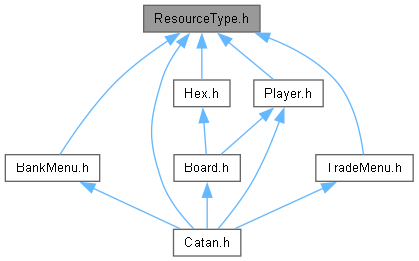 ResourceType.h
Hex.h
Player.h
BankMenu.h
Board.h
TradeMenu.h
Catan.h